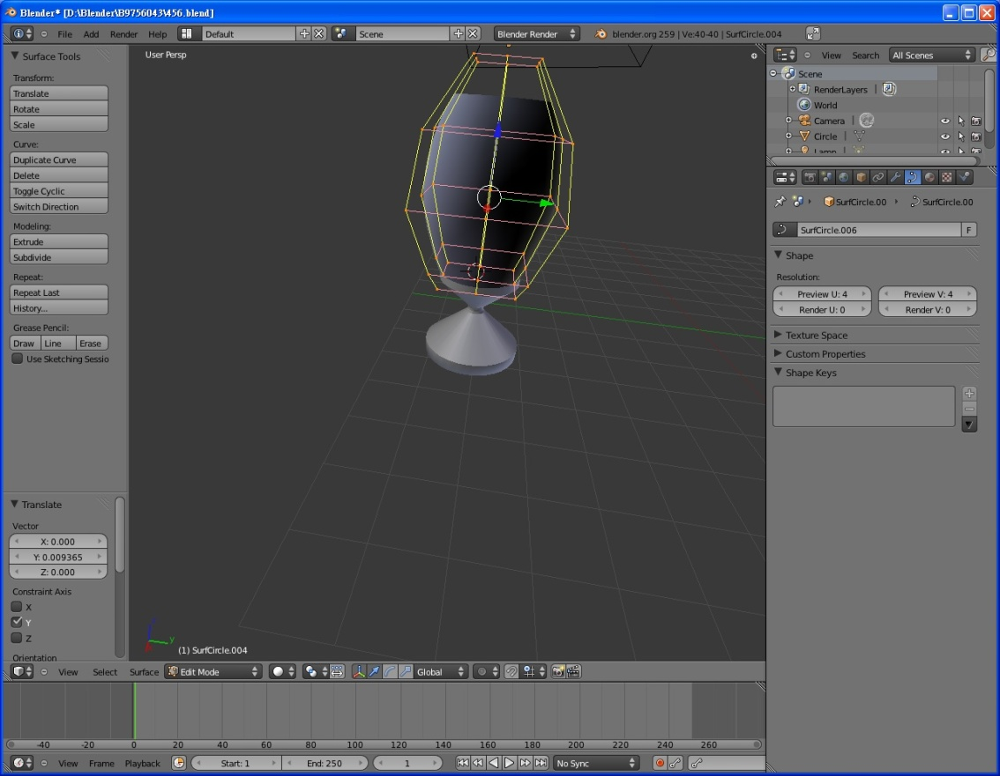 Blender* [D:\Blender\B9756043\456.blend]
File Add Render Help Default Scene Blender Render blender.org 259 | Ve:40-40 | SurfCircle.004
Surface Tools
Transform:
Translate
Rotate
Scale
Curve:
Duplicate Curve
Delete
Toggle Cyclic
Switch Direction
Modeling:
Extrude
Subdivide
Repeat:
Repeat Last
History...
Grease Pencil:
Draw Line Erase
Use Sketching Sessio
Translate
Vector
X: 0.000
Y: 0.009365
Z: 0.000
Constraint Axis
X
Y
Z
Orientation
User Persp
y
(1) SurfCircle.004
View Select Surface Edit Mode Global
-40 -20 0 20 40 60 80 100 120 140 160 180 200 220 240 260
View Frame Playback Start: 1 End: 250 1 No Sync
View Search All Scenes
Scene
RenderLayers
World
Camera
Circle
Lamp
SurfCircle.00 SurfCircle.00
SurfCircle.006 F
Shape
Resolution:
Preview U: 4 Preview V: 4
Render U: 0 Render V: 0
Texture Space
Custom Properties
Shape Keys